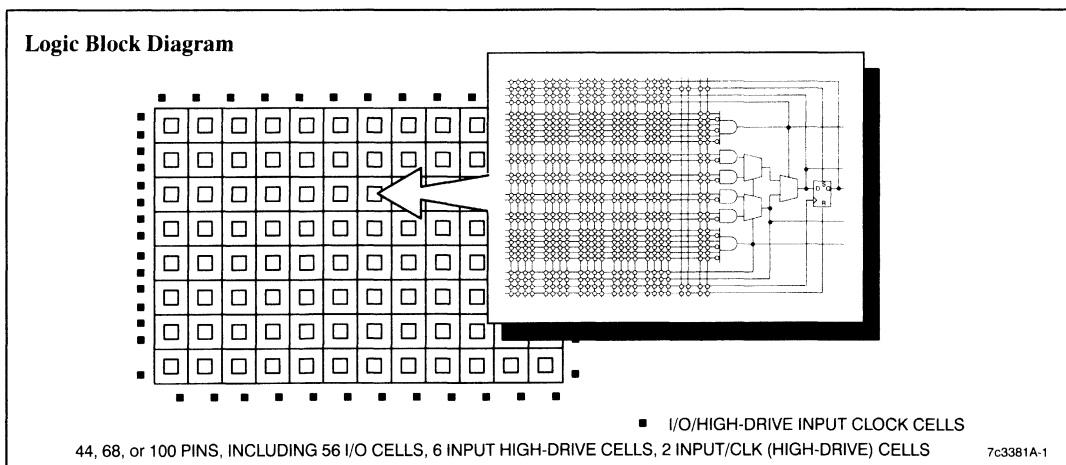 Logic Block Diagram
D S Q
R
■ I/O/HIGH-DRIVE INPUT CLOCK CELLS
44, 68, or 100 PINS, INCLUDING 56 I/O CELLS, 6 INPUT HIGH-DRIVE CELLS, 2 INPUT/CLK (HIGH-DRIVE) CELLS
7c3381A-1